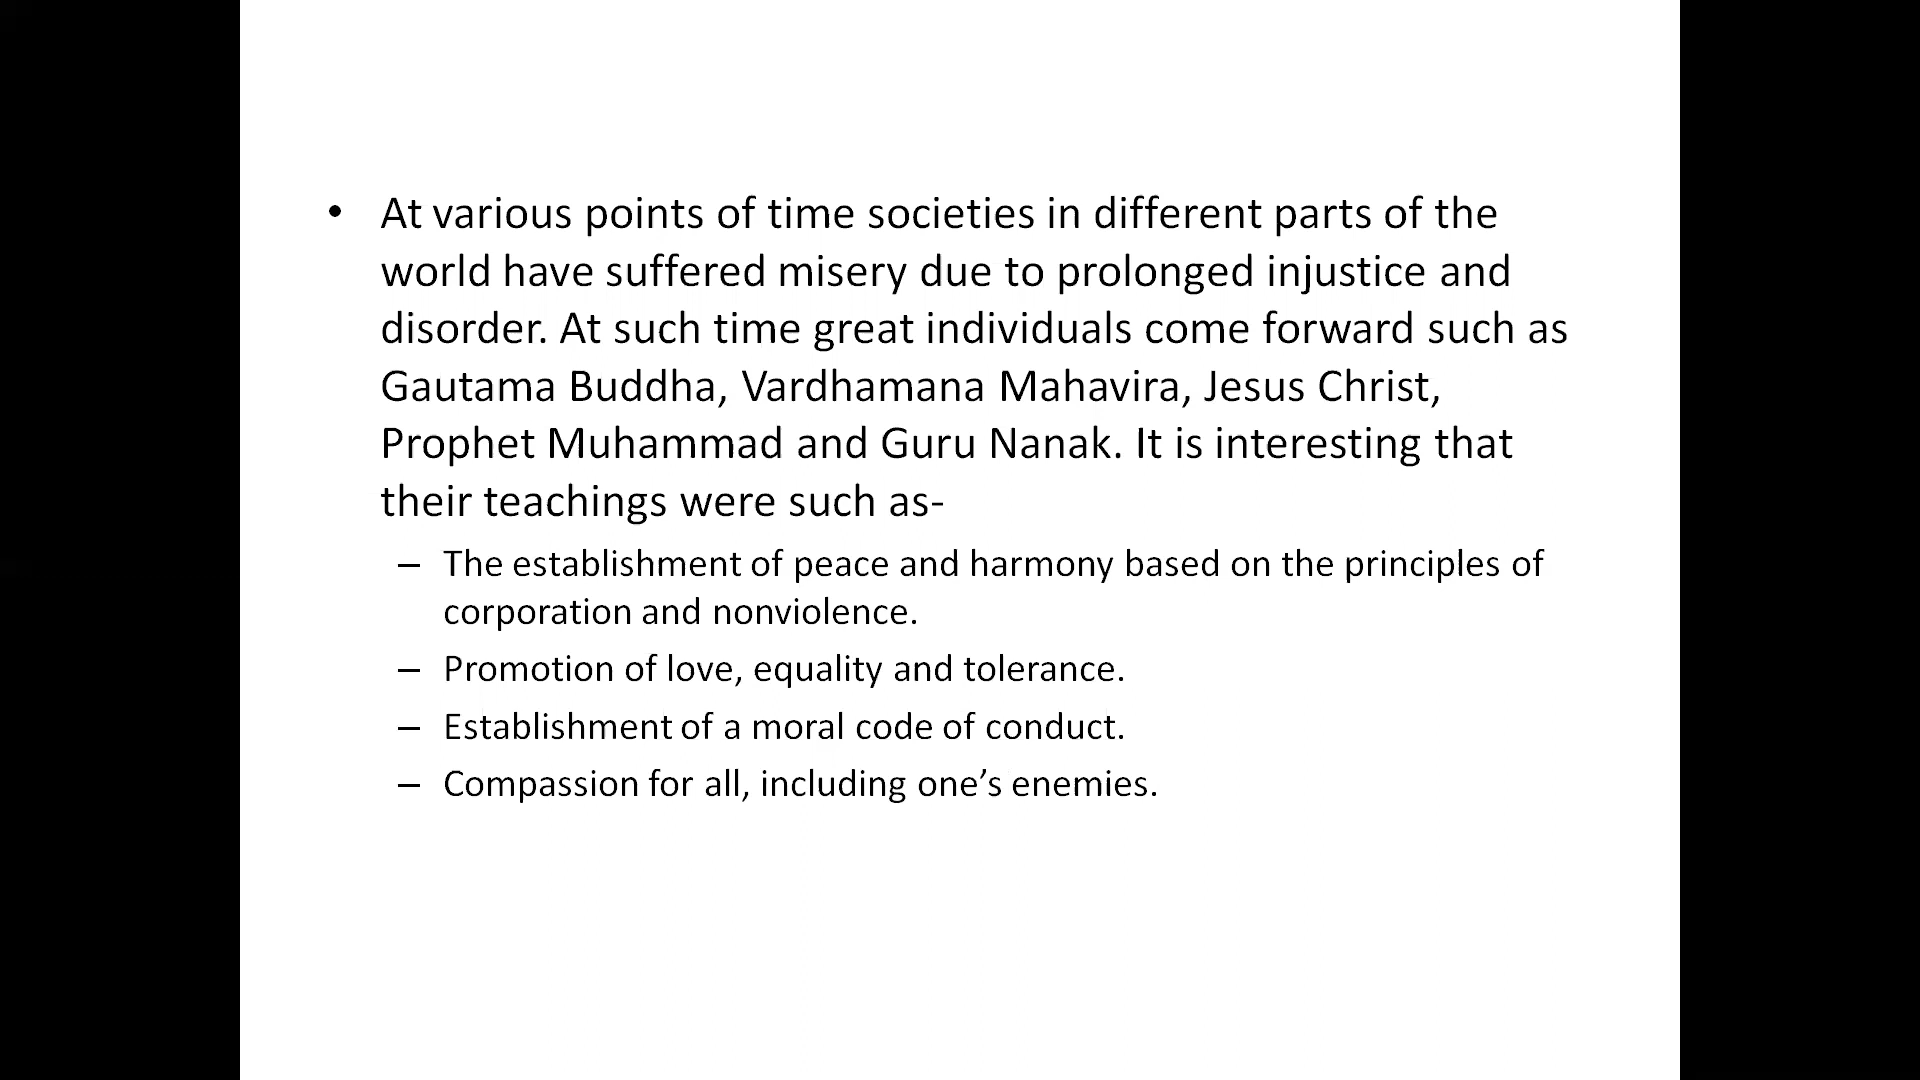 • At various points of time societies in different parts of the
world have suffered misery due to prolonged injustice and
disorder. At such time great individuals come forward such as
Gautama Buddha, Vardhamana Mahavira, Jesus Christ,
Prophet Muhammad and Guru Nanak. It is interesting that
their teachings were such as-
– The establishment of peace and harmony based on the principles of
corporation and nonviolence.
– Promotion of love, equality and tolerance.
– Establishment of a moral code of conduct.
– Compassion for all, including one’s enemies.